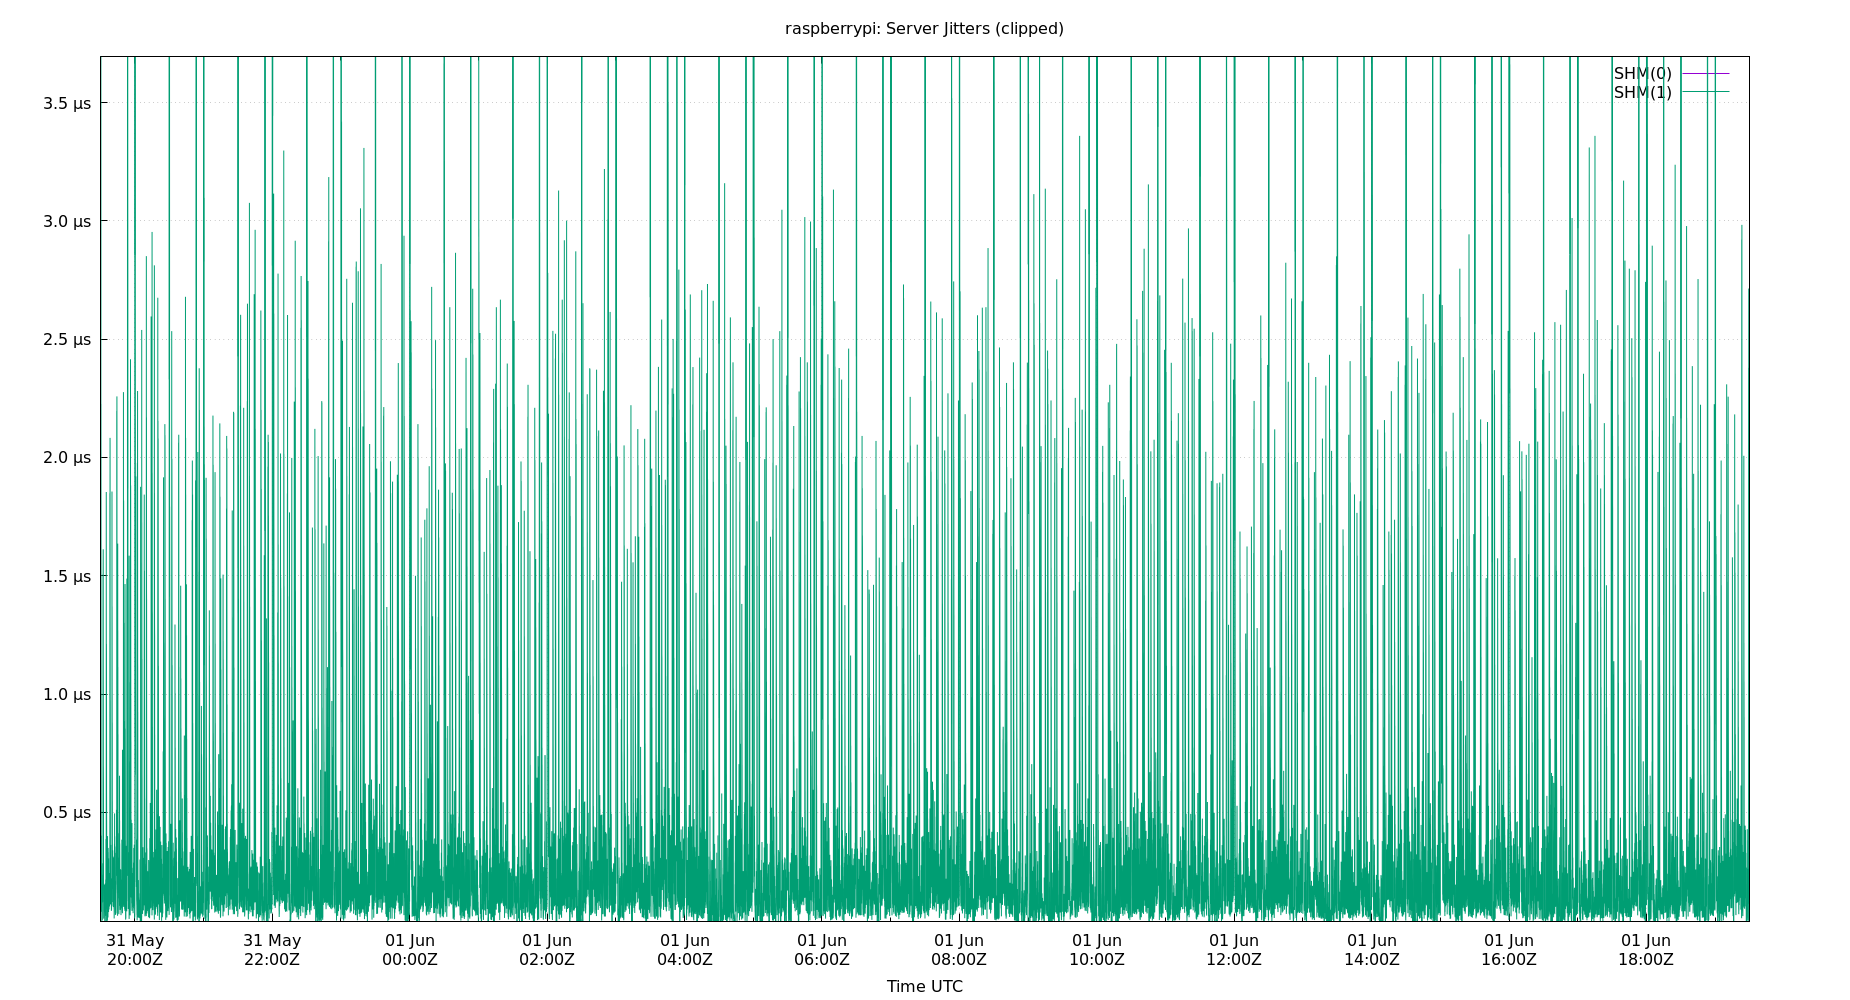 raspberrypi: Server Jitters (clipped)
SHM(0)
SHM(1)
3.5 µs
3.0 µs
2.5 µs
2.0 µs
1.5 µs
1.0 µs
0.5 µs
31 May 31 May 01 Jun 01 Jun 01 Jun 01 Jun 01 Jun 01 Jun 01 Jun 01 Jun 01 Jun 01 Jun
20:00Z 22:00Z 00:00Z 02:00Z 04:00Z 06:00Z 08:00Z 10:00Z 12:00Z 14:00Z 16:00Z 18:00Z
Time UTC